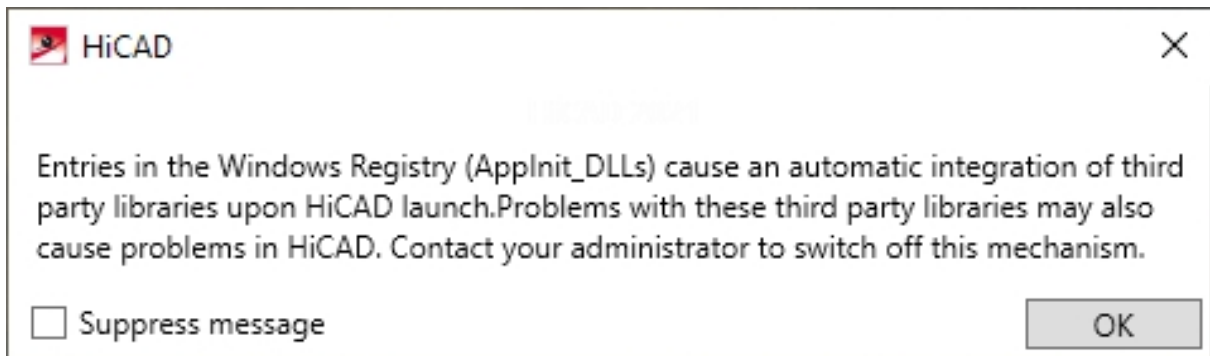 HiCAD
Entries in the Windows Registry (AppInit_DLLs) cause an automatic integration of third
party libraries upon HiCAD launch.Problems with these third party libraries may also
cause problems in HiCAD. Contact your administrator to switch off this mechanism.
Suppress message
OK